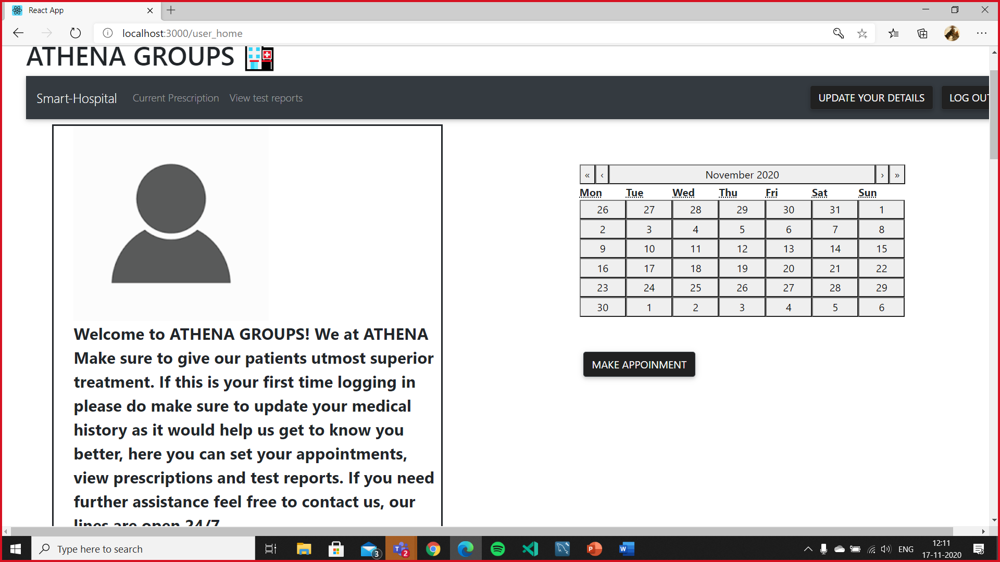 React App
localhost:3000/user_home
ATHENA GROUPS
Smart-Hospital Current Prescription View test reports UPDATE YOUR DETAILS LOG OUT
« ‹ November 2020 › »
Mon Tue Wed Thu Fri Sat Sun
26 27 28 29 30 31 1
2 3 4 5 6 7 8
9 10 11 12 13 14 15
16 17 18 19 20 21 22
23 24 25 26 27 28 29
30 1 2 3 4 5 6
MAKE APPOINMENT
Welcome to ATHENA GROUPS! We at ATHENA
Make sure to give our patients utmost superior
treatment. If this is your first time logging in
please do make sure to update your medical
history as it would help us get to know you
better, here you can set your appointments,
view prescriptions and test reports. If you need
further assistance feel free to contact us, our
lines are open 24/7
Type here to search
3
T 2
P
W
ENG
12:11
17-11-2020